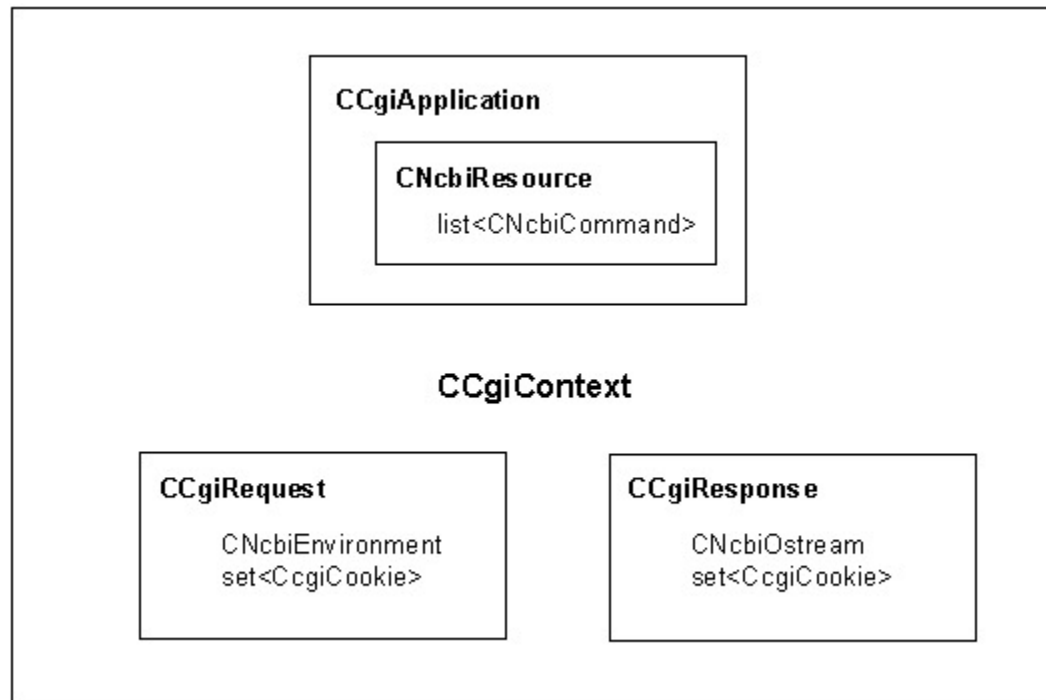 CCgiApplication
CNcbiResource
list<CNcbiCommand>
CCgiContext
CCgiRequest
CNcbiEnvironment
set<CcgiCookie>
CCgiResponse
CNcbiOstream
set<CcgiCookie>